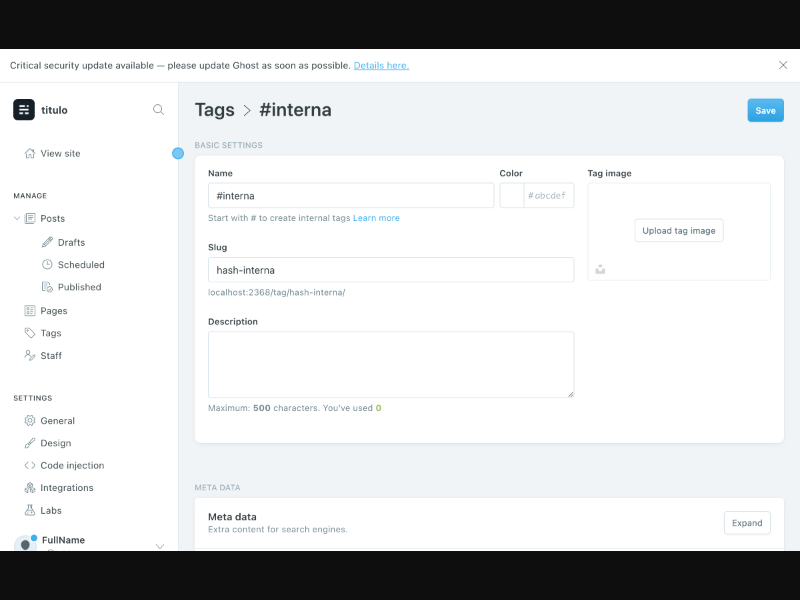 Critical security update available — please update Ghost as soon as possible. Details here.
titulo
View site
MANAGE
Posts
Drafts
Scheduled
Published
Pages
Tags
Staff
SETTINGS
General
Design
Code injection
Integrations
Labs
FullName
Tags > #interna
Save
BASIC SETTINGS
Name
#interna
Start with # to create internal tags Learn more
Color
#abcdef
Tag image
Upload tag image
Slug
hash-interna
localhost:2368/tag/hash-interna/
Description
Maximum: 500 characters. You've used 0
META DATA
Meta data
Extra content for search engines.
Expand